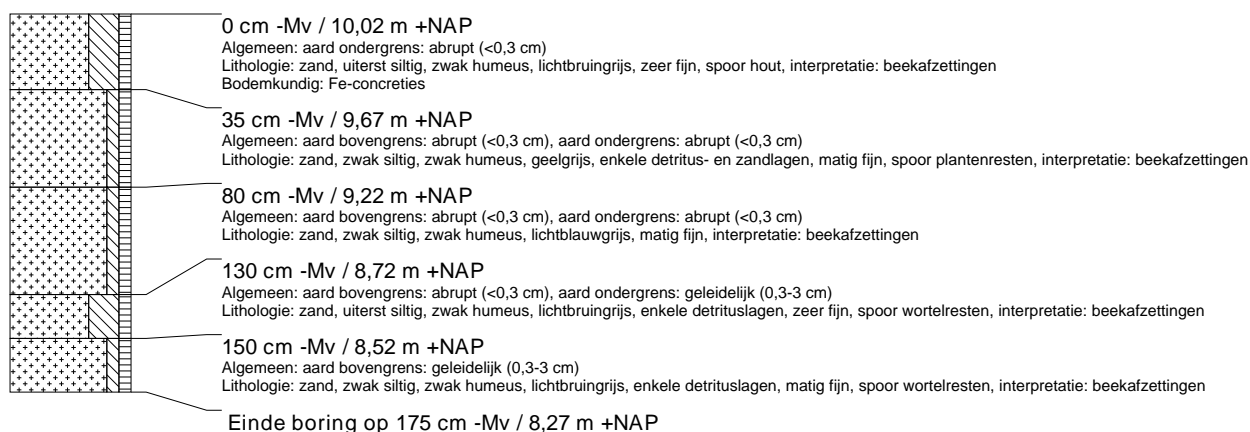 0 cm -Mv / 10,02 m +NAP
Algemeen: aard ondergrens: abrupt (<0,3 cm)
Lithologie: zand, uiterst siltig, zwak humeus, lichtbruingrijs, zeer fijn, spoor hout, interpretatie: beekafzettingen
Bodemkundig: Fe-concreties
35 cm -Mv / 9,67 m +NAP
Algemeen: aard bovengrens: abrupt (<0,3 cm), aard ondergrens: abrupt (<0,3 cm)
Lithologie: zand, zwak siltig, zwak humeus, geelgrijs, enkele detritus- en zandlagen, matig fijn, spoor plantenresten, interpretatie: beekafzettingen
80 cm -Mv / 9,22 m +NAP
Algemeen: aard bovengrens: abrupt (<0,3 cm), aard ondergrens: abrupt (<0,3 cm)
Lithologie: zand, zwak siltig, zwak humeus, lichtblauwgrijs, matig fijn, interpretatie: beekafzettingen
130 cm -Mv / 8,72 m +NAP
Algemeen: aard bovengrens: abrupt (<0,3 cm), aard ondergrens: geleidelijk (0,3-3 cm)
Lithologie: zand, uiterst siltig, zwak humeus, lichtbruingrijs, enkele detrituslagen, zeer fijn, spoor wortelresten, interpretatie: beekafzettingen
150 cm -Mv / 8,52 m +NAP
Algemeen: aard bovengrens: geleidelijk (0,3-3 cm)
Lithologie: zand, zwak siltig, zwak humeus, lichtbruingrijs, enkele detrituslagen, matig fijn, spoor wortelresten, interpretatie: beekafzettingen
Einde boring op 175 cm -Mv / 8,27 m +NAP